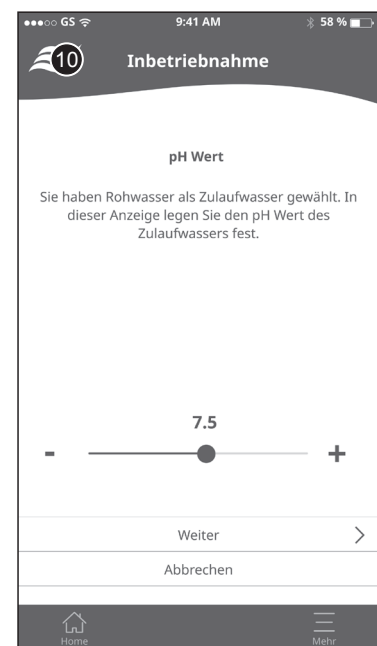 GS 9:41 AM 58 %
10 Inbetriebnahme
pH Wert
Sie haben Rohwasser als Zulaufwasser gewählt. In
dieser Anzeige legen Sie den pH Wert des
Zulaufwassers fest.
7.5
- +
Weiter
Abbrechen
Home Mehr